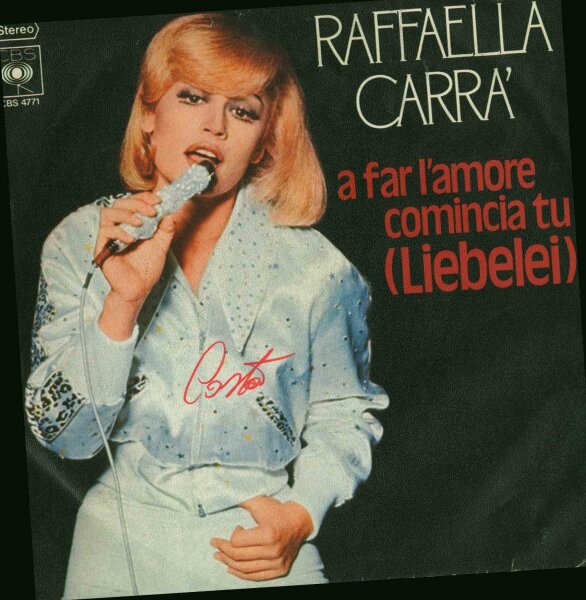 Stereo
CBS
CBS 4771
RAFFAELLA
CARRA'
a far l'amore
comincia tu
(Liebelei)